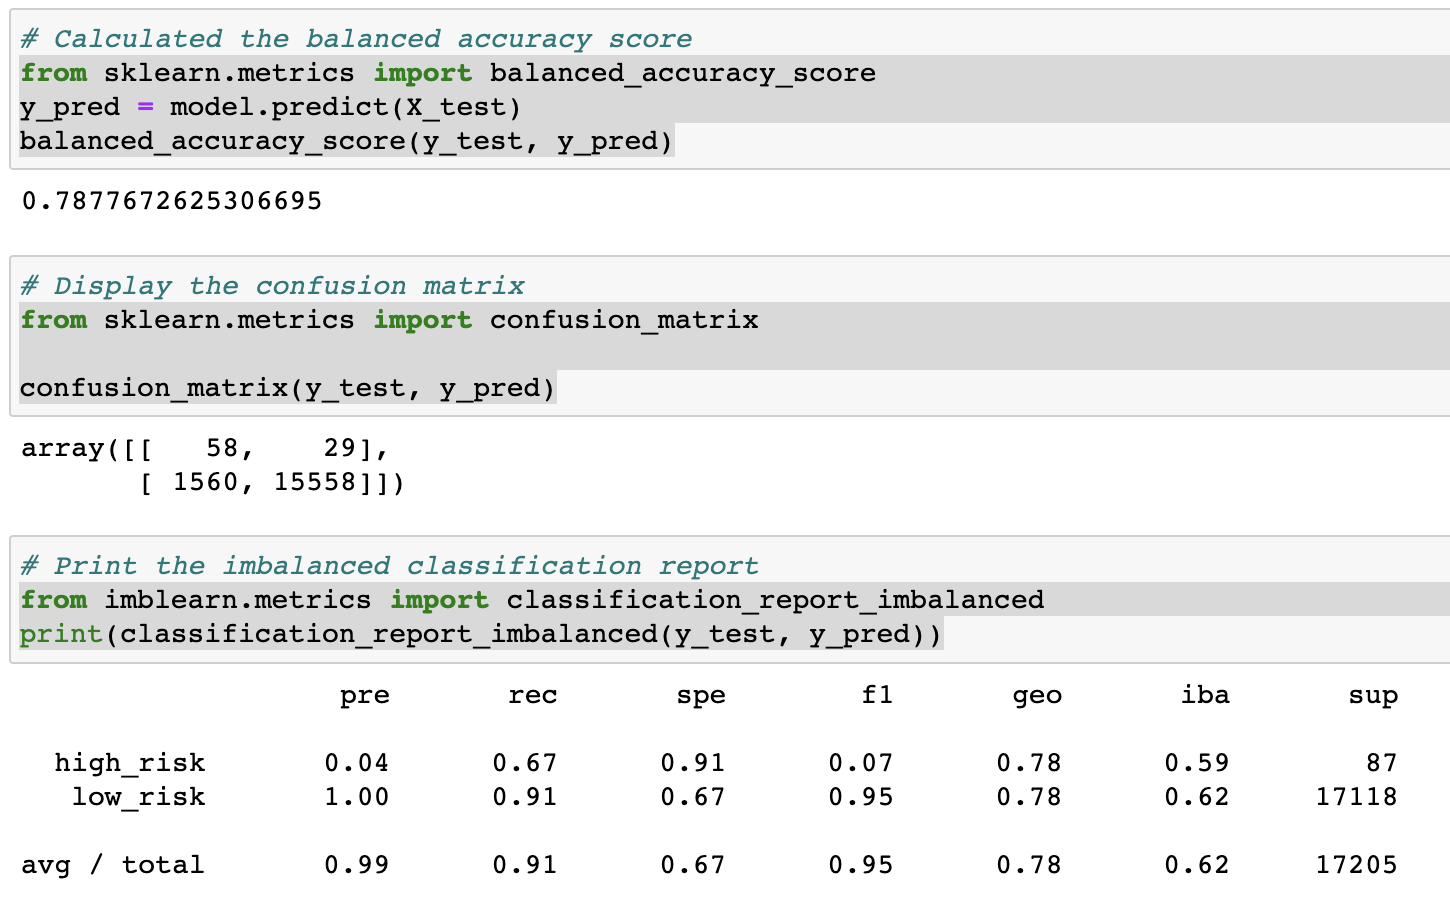 # Calculated the balanced accuracy score
from sklearn.metrics import balanced_accuracy_score
y_pred = model.predict(X_test)
balanced_accuracy_score(y_test, y_pred)
0.7877672625306695
# Display the confusion matrix
from sklearn.metrics import confusion_matrix
confusion_matrix(y_test, y_pred)
array([[   58,    29],
       [ 1560, 15558]])
# Print the imbalanced classification report
from imblearn.metrics import classification_report_imbalanced
print(classification_report_imbalanced(y_test, y_pred))
pre rec spe f1 geo iba sup
high_risk 0.04 0.67 0.91 0.07 0.78 0.59 87
low_risk 1.00 0.91 0.67 0.95 0.78 0.62 17118
avg / total 0.99 0.91 0.67 0.95 0.78 0.62 17205